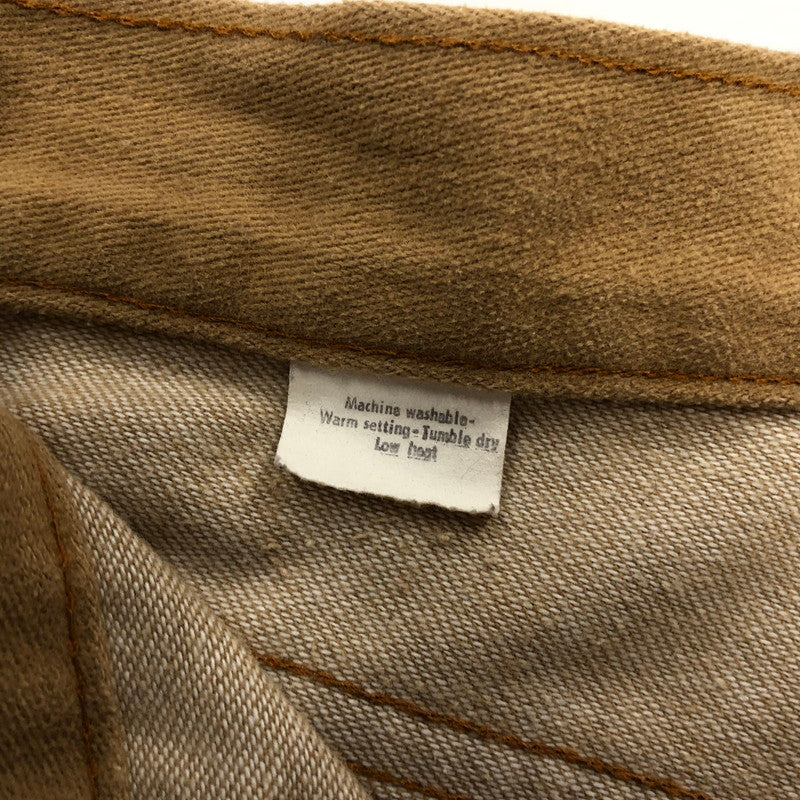 Machine washable-
Warm setting-Tumble dry
Low heat